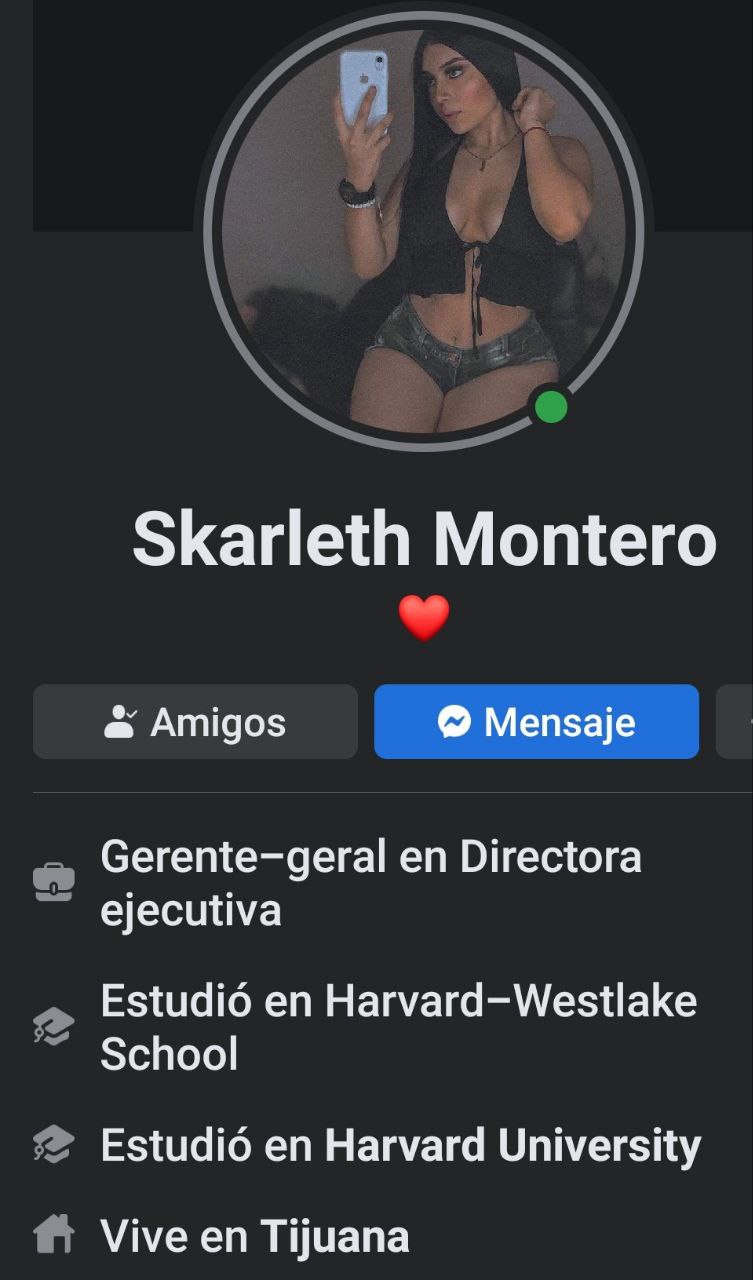 Skarleth Montero
❤️
Amigos
Mensaje
Gerente–geral en Directora
ejecutiva
Estudió en Harvard–Westlake
School
Estudió en Harvard University
Vive en Tijuana